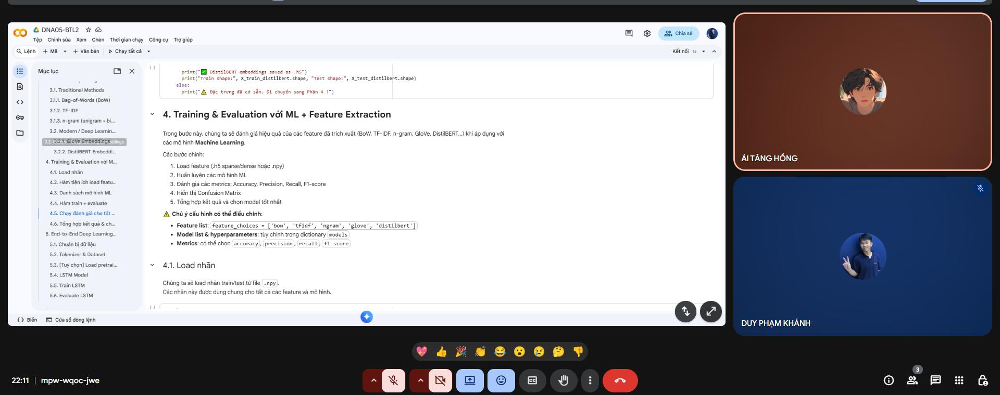 DNA05-BTL2
Tệp Chỉnh sửa Xem Chèn Thời gian chạy Công cụ Trợ giúp
Chia sẻ
Lệnh + Mã + Văn bản Chạy tất cả
Kết nối T4
Mục lục
3.1. Traditional Methods
3.1.1. Bag-of-Words (BoW)
3.1.2. TF-IDF
3.1.3. n-gram (unigram + bi...
3.2. Modern / Deep Learnin...
3.2.1. GloVe Embeddings
3.2.2. DistilBERT Embeddi...
4. Training & Evaluation với M...
4.1. Load nhãn
4.2. Hàm tiện ích load featu...
4.3. Danh sách mô hình ML
4.4. Hàm train + evaluate
4.5. Chạy đánh giá cho tất ...
4.6. Tổng hợp kết quả & ch...
5. End-to-End Deep Learning...
5.1. Chuẩn bị dữ liệu
5.2. Tokenizer & Dataset
5.3. [Tuỳ chọn] Load pretrai...
5.4. LSTM Model
5.5. Train LSTM
5.6. Evaluate LSTM
[ ]
print("✅ DistilBERT embeddings saved as .h5")
print("Train shape:", X_train_distilbert.shape, "Test shape:", X_test_distilbert.shape)
else:
print("⚠️ Đặc trưng đã có sẵn. Di chuyển sang Phần 4 !")
4. Training & Evaluation với ML + Feature Extraction
Trong bước này, chúng ta sẽ đánh giá hiệu quả của các feature đã trích xuất (BoW, TF-IDF, n-gram, GloVe, DistilBERT...) khi áp dụng với
các mô hình Machine Learning.
Các bước chính:
1. Load feature (.h5 sparse/dense hoặc .npy)
2. Huấn luyện các mô hình ML
3. Đánh giá các metrics: Accuracy, Precision, Recall, F1-score
4. Hiển thị Confusion Matrix
5. Tổng hợp kết quả và chọn model tốt nhất
⚠️ Chú ý cấu hình có thể điều chỉnh:
• Feature list: feature_choices = ['bow', 'tfidf', 'ngram', 'glove', 'distilbert']
• Model list & hyperparameters: tùy chỉnh trong dictionary models
• Metrics: có thể chọn accuracy, precision, recall, f1-score
4.1. Load nhãn
Chúng ta sẽ load nhãn train/test từ file .npy.
Các nhãn này được dùng chung cho tất cả các feature và mô hình.
[ ]
Biến Cửa sổ dòng lệnh
ÁI TĂNG HỒNG
DUY PHẠM KHÁNH
22:11 | mpw-wqoc-jwe
3